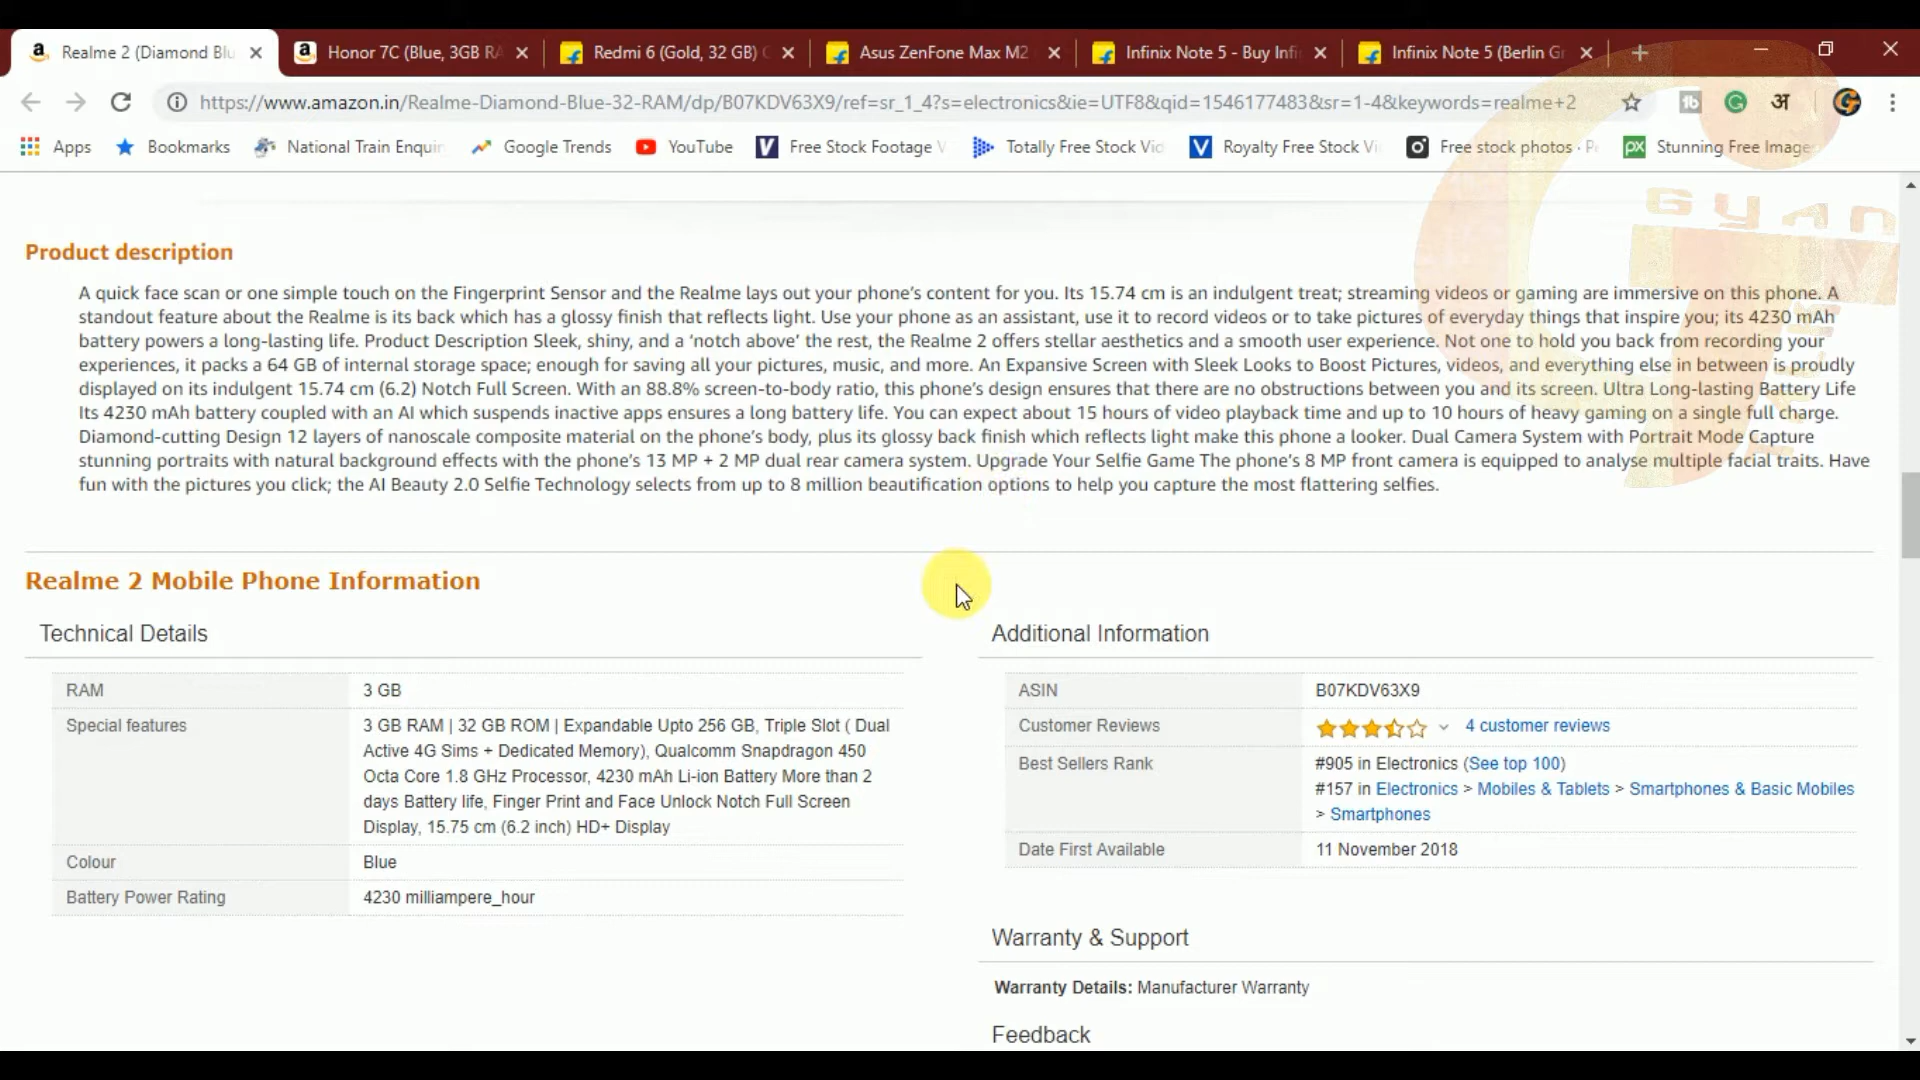 Realme 2 (Diamond Blu
Honor 7C (Blue, 3GB RA
Redmi 6 (Gold, 32 GB)
Asus ZenFone Max M2
Infinix Note 5 - Buy Infi
Infinix Note 5 (Berlin Gr
https://www.amazon.in/Realme-Diamond-Blue-32-RAM/dp/B07KDV63X9/ref=sr_1_4?s=electronics&ie=UTF8&qid=1546177483&sr=1-4&keywords=realme+2
Apps
Bookmarks
National Train Enquir
Google Trends
YouTube
Free Stock Footage V
Totally Free Stock Vid
Royalty Free Stock Vi
Free stock photos · Pe
Stunning Free Image
GYAN
Product description
A quick face scan or one simple touch on the Fingerprint Sensor and the Realme lays out your phone's content for you. Its 15.74 cm is an indulgent treat; streaming videos or gaming are immersive on this phone. A
standout feature about the Realme is its back which has a glossy finish that reflects light. Use your phone as an assistant, use it to record videos or to take pictures of everyday things that inspire you; its 4230 mAh
battery powers a long-lasting life. Product Description Sleek, shiny, and a 'notch above' the rest, the Realme 2 offers stellar aesthetics and a smooth user experience. Not one to hold you back from recording your
experiences, it packs a 64 GB of internal storage space; enough for saving all your pictures, music, and more. An Expansive Screen with Sleek Looks to Boost Pictures, videos, and everything else in between is proudly
displayed on its indulgent 15.74 cm (6.2) Notch Full Screen. With an 88.8% screen-to-body ratio, this phone's design ensures that there are no obstructions between you and its screen. Ultra Long-lasting Battery Life
Its 4230 mAh battery coupled with an AI which suspends inactive apps ensures a long battery life. You can expect about 15 hours of video playback time and up to 10 hours of heavy gaming on a single full charge.
Diamond-cutting Design 12 layers of nanoscale composite material on the phone's body, plus its glossy back finish which reflects light make this phone a looker. Dual Camera System with Portrait Mode Capture
stunning portraits with natural background effects with the phone's 13 MP + 2 MP dual rear camera system. Upgrade Your Selfie Game The phone's 8 MP front camera is equipped to analyse multiple facial traits. Have
fun with the pictures you click; the AI Beauty 2.0 Selfie Technology selects from up to 8 million beautification options to help you capture the most flattering selfies.
Realme 2 Mobile Phone Information
Technical Details
RAM 3 GB
Special features 3 GB RAM | 32 GB ROM | Expandable Upto 256 GB, Triple Slot ( Dual
Active 4G Sims + Dedicated Memory), Qualcomm Snapdragon 450
Octa Core 1.8 GHz Processor, 4230 mAh Li-ion Battery More than 2
days Battery life, Finger Print and Face Unlock Notch Full Screen
Display, 15.75 cm (6.2 inch) HD+ Display
Colour Blue
Battery Power Rating 4230 milliampere_hour
Additional Information
ASIN B07KDV63X9
Customer Reviews 4 customer reviews
Best Sellers Rank #905 in Electronics (See top 100)
#157 in Electronics > Mobiles & Tablets > Smartphones & Basic Mobiles
> Smartphones
Date First Available 11 November 2018
Warranty & Support
Warranty Details: Manufacturer Warranty
Feedback